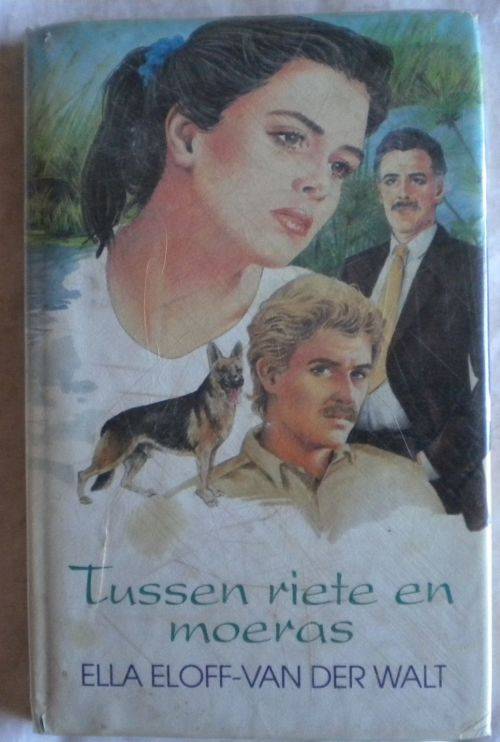 Tussen riete en
moeras
ELLA ELOFF-VAN DER WALT